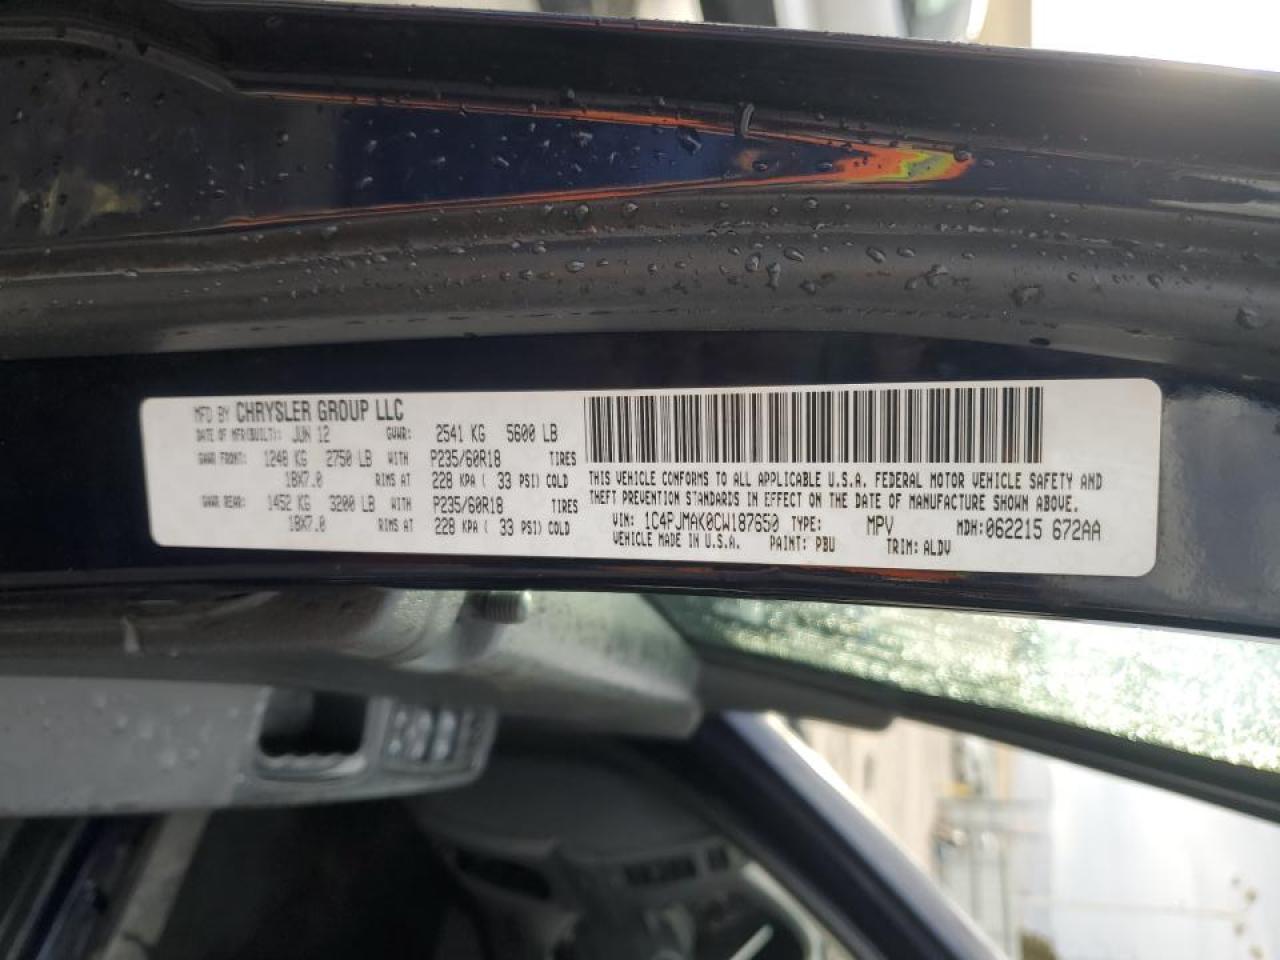 MFD BY CHRYSLER GROUP LLC
DATE OF MFR(BUILT): JUN 12 GVWR: 2541 KG 5600 LB
GAWR FRONT: 1248 KG 2750 LB WITH P235/60R18 TIRES
18X7.0 RIMS AT 228 KPA ( 33 PSI) COLD
GAWR REAR: 1452 KG 3200 LB WITH P235/60R18 TIRES
18X7.0 RIMS AT 228 KPA ( 33 PSI) COLD
THIS VEHICLE CONFORMS TO ALL APPLICABLE U.S.A. FEDERAL MOTOR VEHICLE SAFETY AND
THEFT PREVENTION STANDARDS IN EFFECT ON THE DATE OF MANUFACTURE SHOWN ABOVE.
VIN: 1C4PJMAK0CW187650 TYPE: MPV MDH: 062215 672AA
VEHICLE MADE IN U.S.A. PAINT: PBU TRIM: ALDV